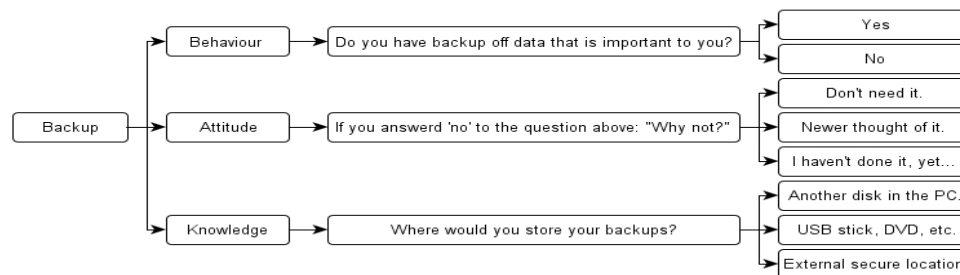 Backup
Behaviour
Do you have backup off data that is important to you?
Yes
No
Attitude
If you answerd 'no' to the question above: "Why not?"
Don't need it.
Newer thought of it.
I haven't done it, yet...
Knowledge
Where would you store your backups?
Another disk in the PC.
USB stick, DVD, etc.
External secure location